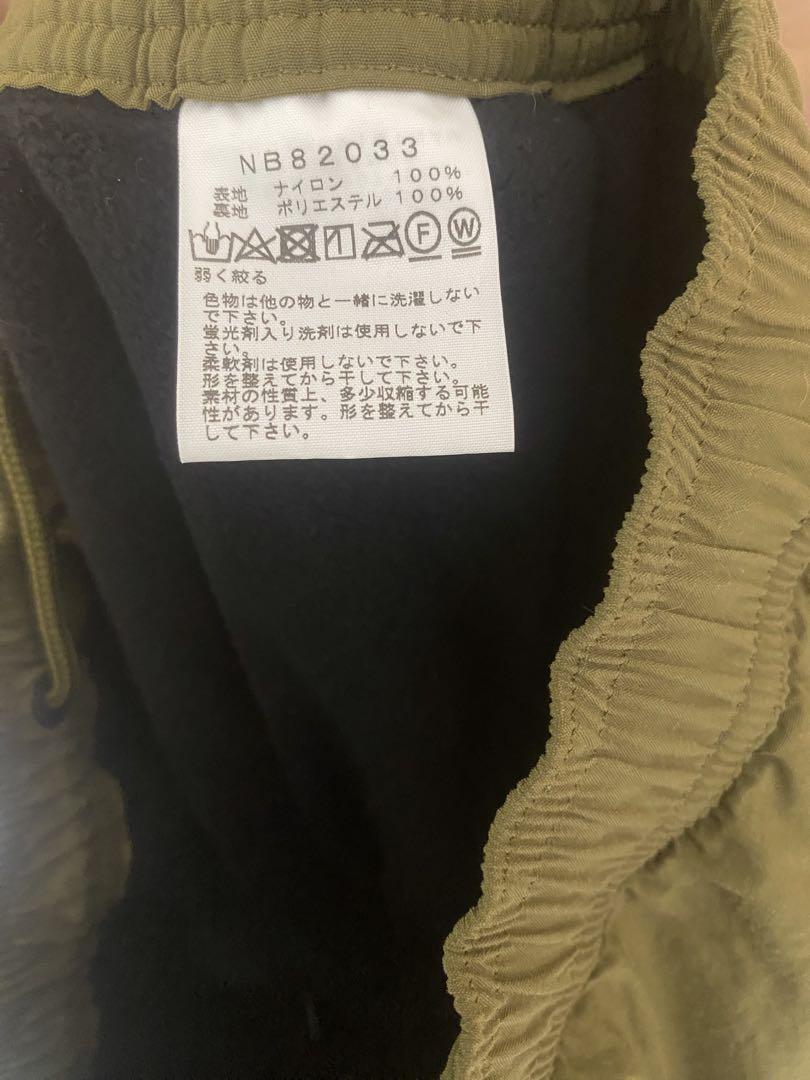 NB82033
表地 ナイロン 100%
裏地 ポリエステル 100%
F W
弱く絞る
色物は他の物と一緒に洗濯しない
で下さい。
蛍光剤入り洗剤は使用しないで下
さい。
柔軟剤は使用しないで下さい。
形を整えてから干して下さい。
素材の性質上、多少収縮する可能
性があります。形を整えてから干
して下さい。